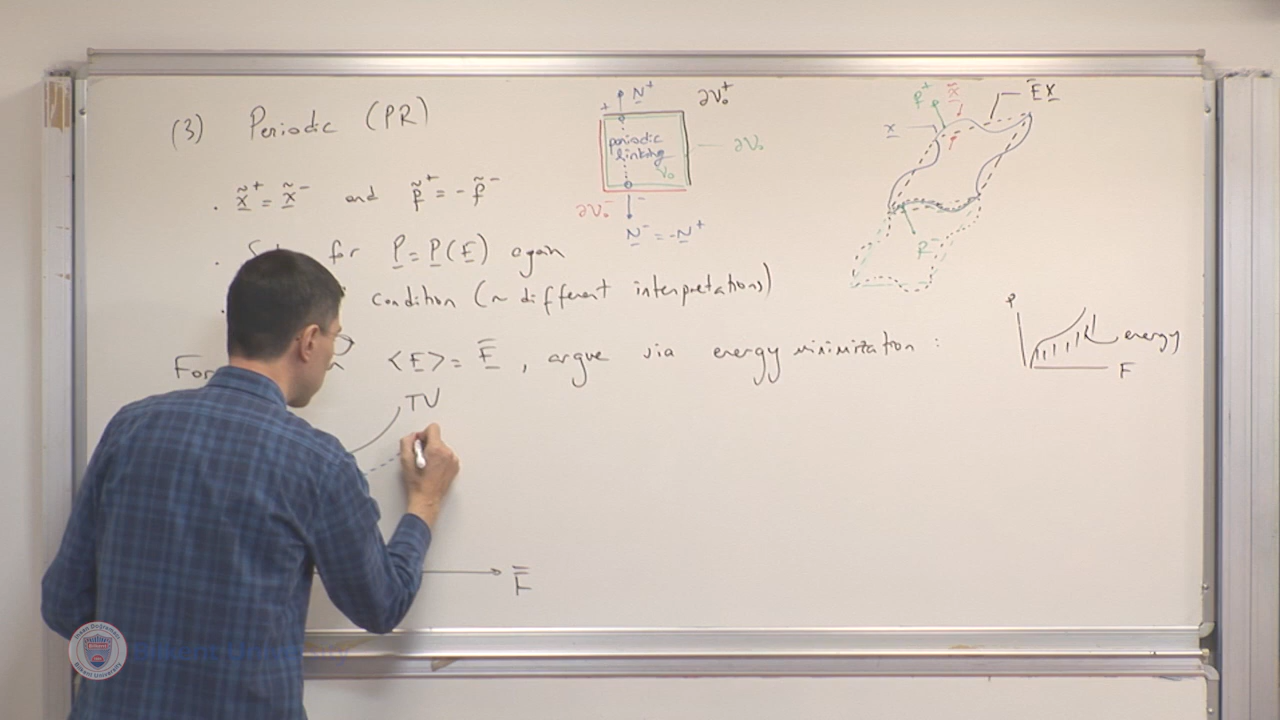 (3) Periodic (PR)
. x̃⁺ = x̃⁻ and p̃⁺ = - p̃⁻
. for P = P(F) again
condition (~ different interpretations)
For <F> = F̄ , argue via energy minimization :
TV
F̄
+ N⁺
∂V₀⁺
periodic linking
V₀
∂V₀
∂V₀⁻
-
N⁻ = -N⁺
x
p⁺
x̃
F̄X
p⁻
P
energy
F